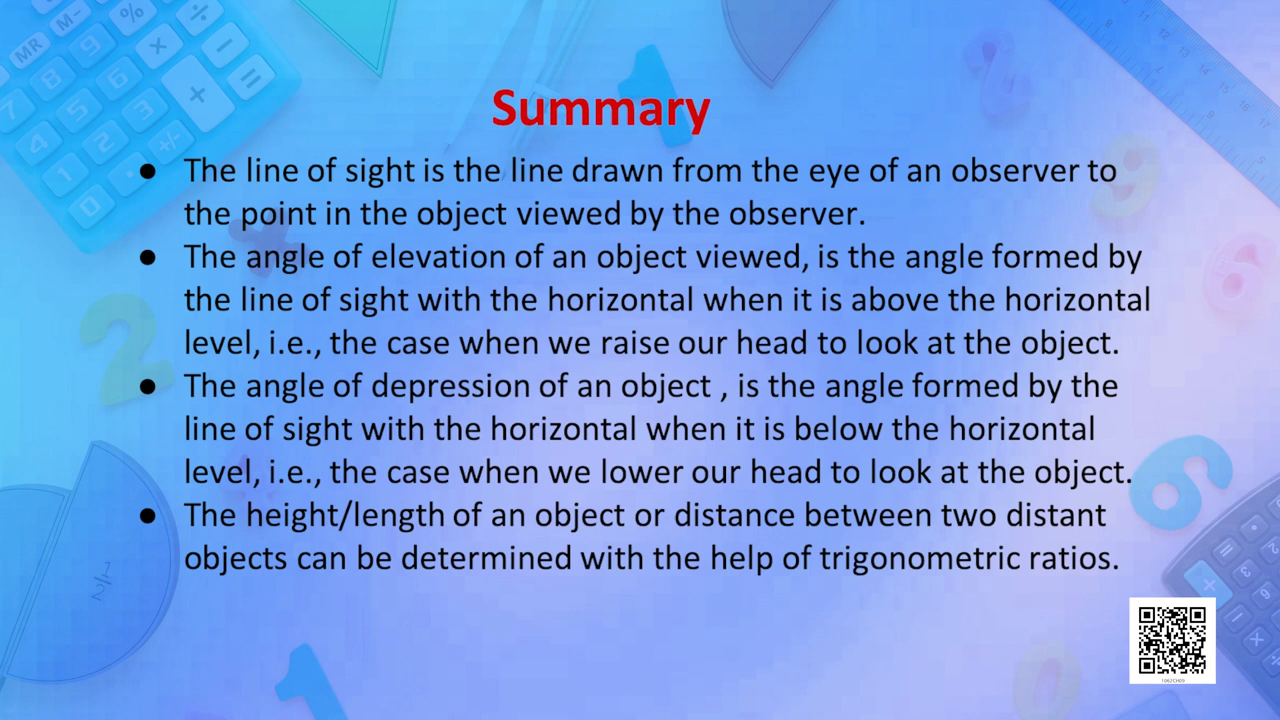 Summary
● The line of sight is the line drawn from the eye of an observer to
the point in the object viewed by the observer.
● The angle of elevation of an object viewed, is the angle formed by
the line of sight with the horizontal when it is above the horizontal
level, i.e., the case when we raise our head to look at the object.
● The angle of depression of an object , is the angle formed by the
line of sight with the horizontal when it is below the horizontal
level, i.e., the case when we lower our head to look at the object.
● The height/length of an object or distance between two distant
objects can be determined with the help of trigonometric ratios.
1062CH09